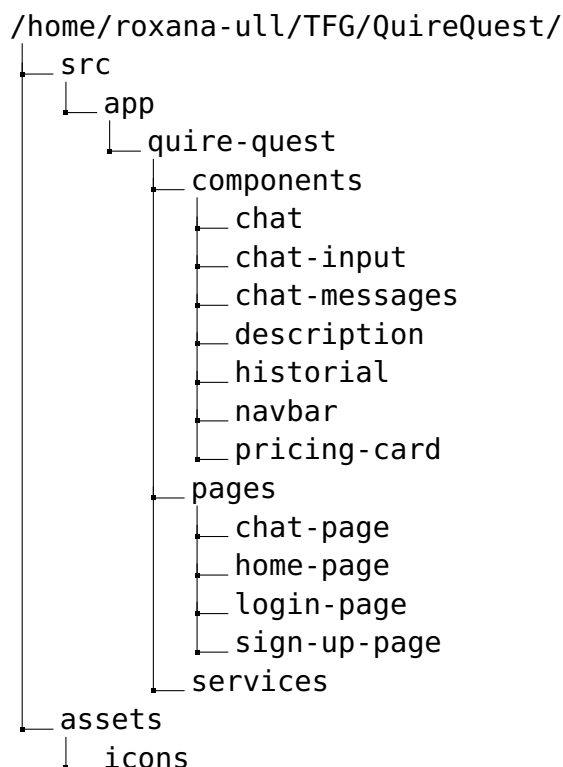 /home/roxana-ull/TFG/QuireQuest/
src
app
quire-quest
components
chat
chat-input
chat-messages
description
historial
navbar
pricing-card
pages
chat-page
home-page
login-page
sign-up-page
services
assets
icons